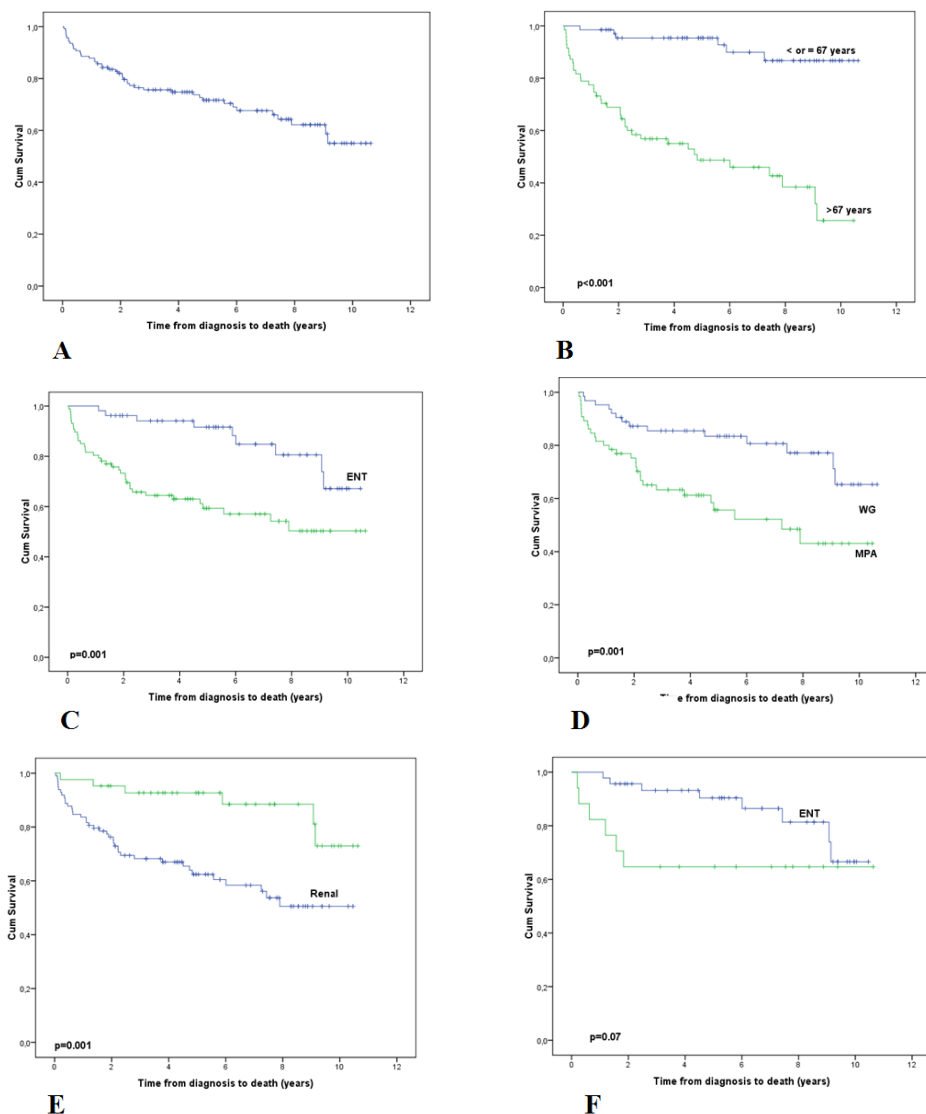 1,0
0,8
0,6
0,4
0,2
0,0
Cum Survival
0 2 4 6 8 10 12
Time from diagnosis to death (years)
A
1,0
0,8
0,6
0,4
0,2
0,0
Cum Survival
< or = 67 years
>67 years
p<0.001
0 2 4 6 8 10 12
Time from diagnosis to death (years)
B
1,0
0,8
0,6
0,4
0,2
0,0
Cum Survival
ENT
p=0.001
0 2 4 6 8 10 12
Time from diagnosis to death (years)
C
1,0
0,8
0,6
0,4
0,2
0,0
Cum Survival
WG
MPA
p=0.001
0 2 4 6 8 10 12
from diagnosis to death (years)
D
1,0
0,8
0,6
0,4
0,2
0,0
Cum Survival
Renal
p=0.001
0 2 4 6 8 10 12
Time from diagnosis to death (years)
E
1,0
0,8
0,6
0,4
0,2
0,0
Cum Survival
ENT
p=0.07
0 2 4 6 8 10 12
Time from diagnosis to death (years)
F